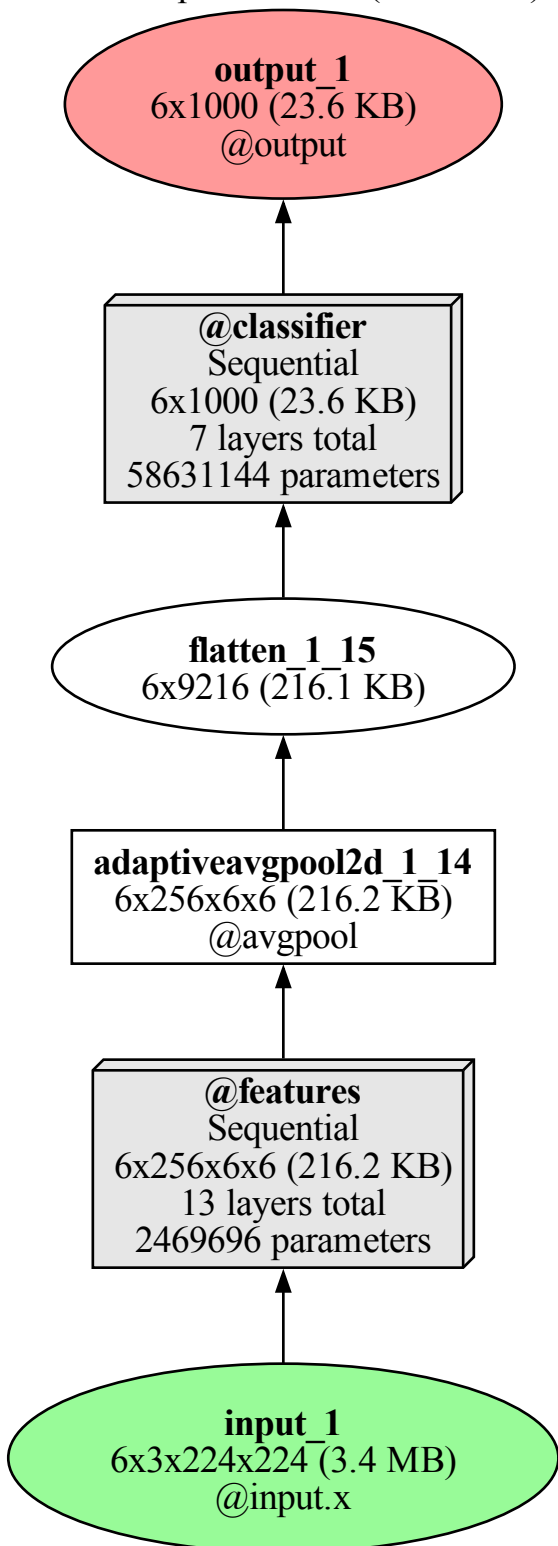 output_1
6x1000 (23.6 KB)
@output
@classifier
Sequential
6x1000 (23.6 KB)
7 layers total
58631144 parameters
flatten_1_15
6x9216 (216.1 KB)
adaptiveavgpool2d_1_14
6x256x6x6 (216.2 KB)
@avgpool
@features
Sequential
6x256x6x6 (216.2 KB)
13 layers total
2469696 parameters
input_1
6x3x224x224 (3.4 MB)
@input.x